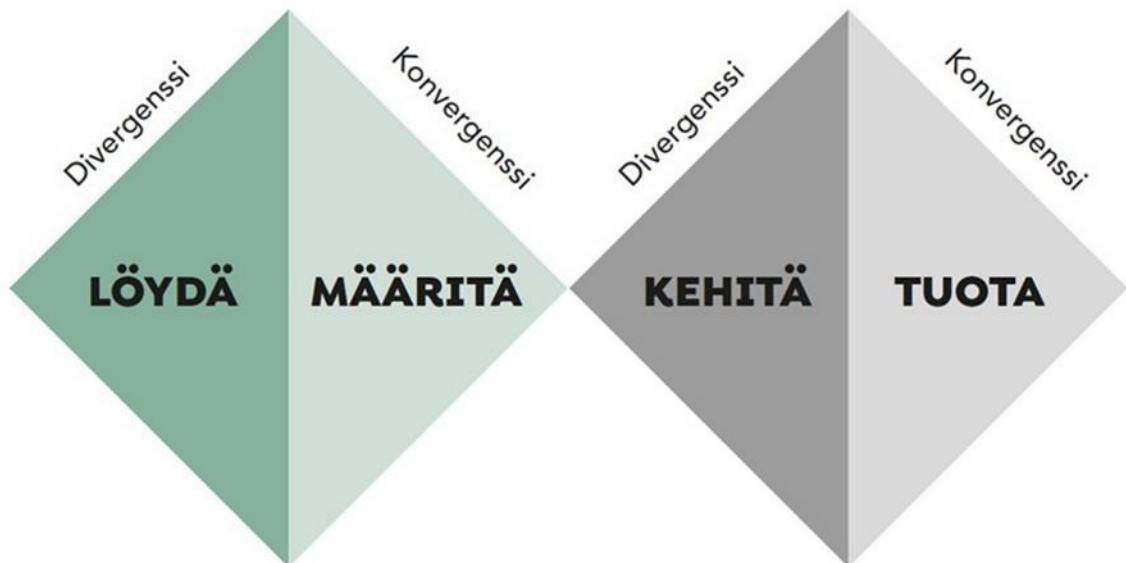 Divergenssi
Konvergenssi
Divergenssi
Konvergenssi
LÖYDÄ
MÄÄRITÄ
KEHITÄ
TUOTA